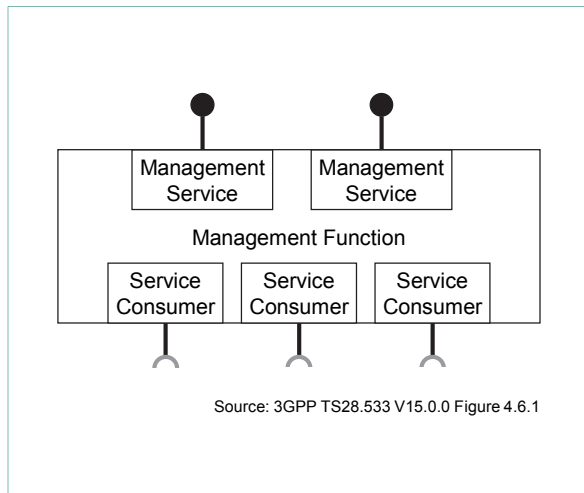 Management
Service
Management
Service
Management Function
Service
Consumer
Service
Consumer
Service
Consumer
Source: 3GPP TS28.533 V15.0.0 Figure 4.6.1